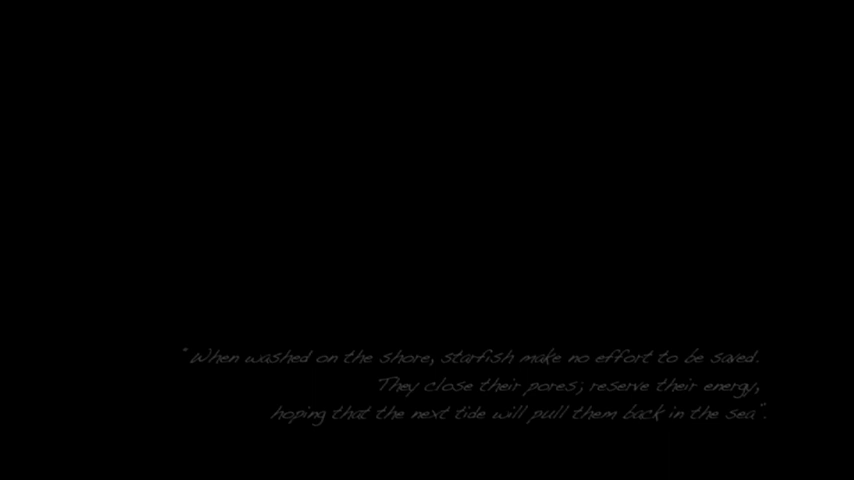 "When washed on the shore, starfish make no effort to be saved.
They close their pores; reserve their energy,
hoping that the next tide will pull them back in the sea".